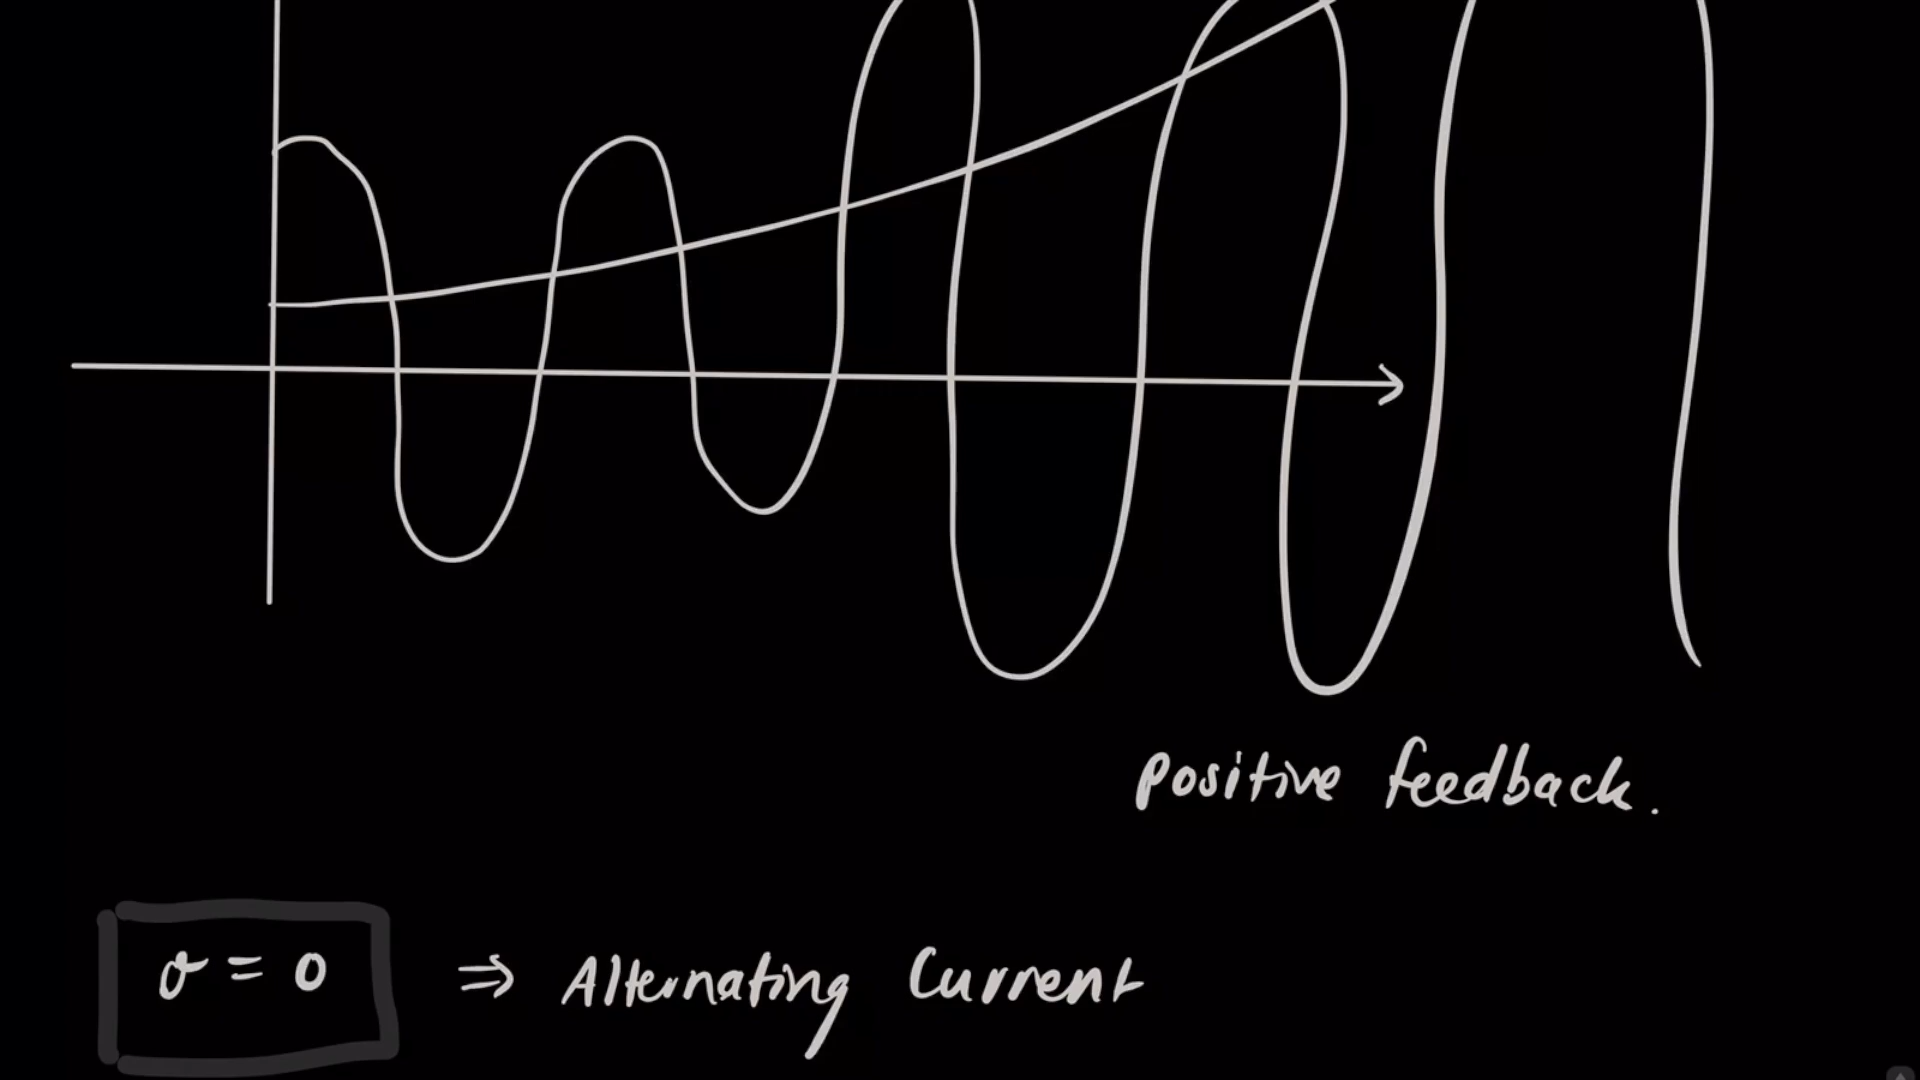 positive feedback.
σ = 0 ⇒ Alternating Current